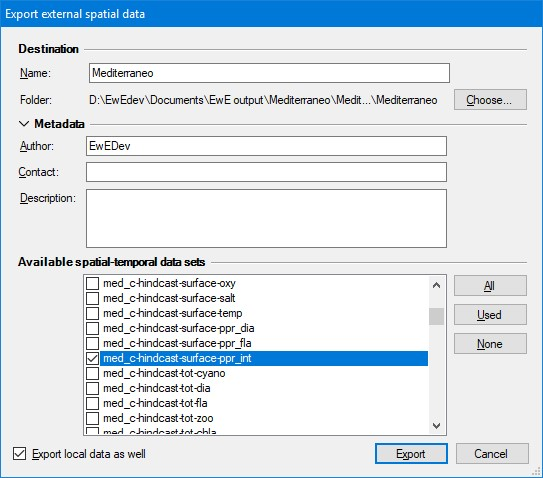 Export external spatial data
Destination
Name: Mediterraneo
Folder: D:\EwEdev\Documents\EwE output\Mediterraneo\Medit...\Mediterraneo Choose...
Metadata
Author: EwEDev
Contact:
Description:
Available spatial-temporal data sets
med_c-hindcast-surface-oxy
med_c-hindcast-surface-salt
med_c-hindcast-surface-temp
med_c-hindcast-surface-ppr_dia
med_c-hindcast-surface-ppr_fla
med_c-hindcast-surface-ppr_int
med_c-hindcast-tot-cyano
med_c-hindcast-tot-dia
med_c-hindcast-tot-fla
med_c-hindcast-tot-zoo
med_c-hindcast-tot-chla
All
Used
None
Export local data as well
Export
Cancel